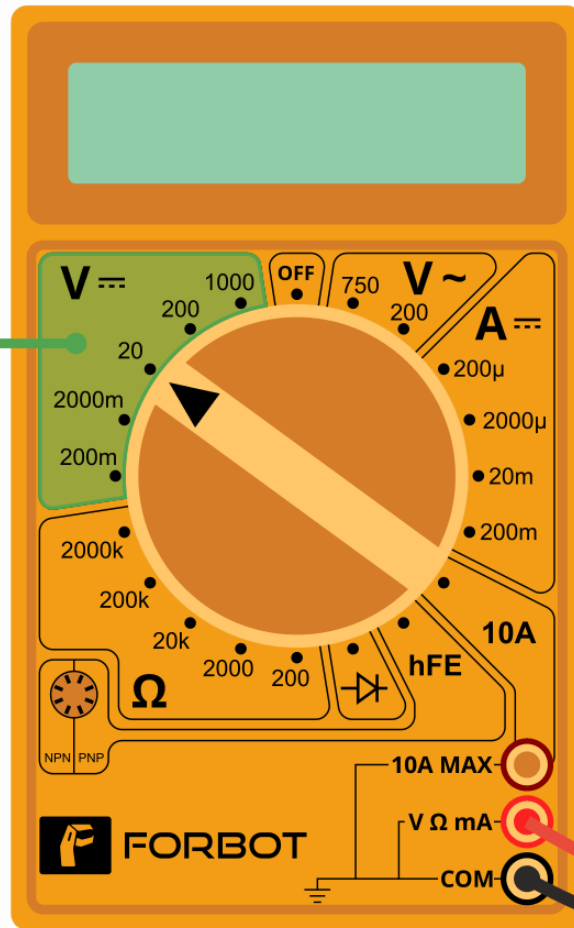 OFF
V
1000
750
V ~
200
200
A
20
200µ
2000m
2000µ
200m
20m
2000k
200m
200k
10A
20k
hFE
2000
200
Ω
NPN PNP
10A MAX
V Ω mA
FORBOT
COM